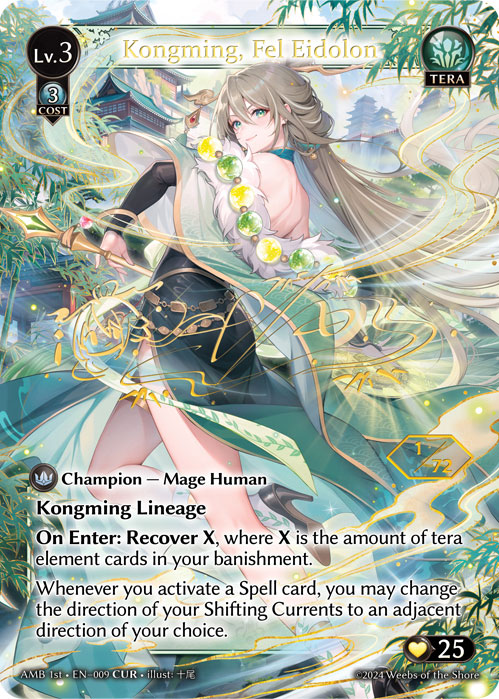 Lv.3
Kongming, Fel Eidolon
TERA
3
COST
1/72
Champion — Mage Human
Kongming Lineage
On Enter: Recover X, where X is the amount of tera
element cards in your banishment.
Whenever you activate a Spell card, you may change
the direction of your Shifting Currents to an adjacent
direction of your choice.
25
AMB 1st • EN-009 CUR • illust: 十尾
©2024 Weebs of the Shore